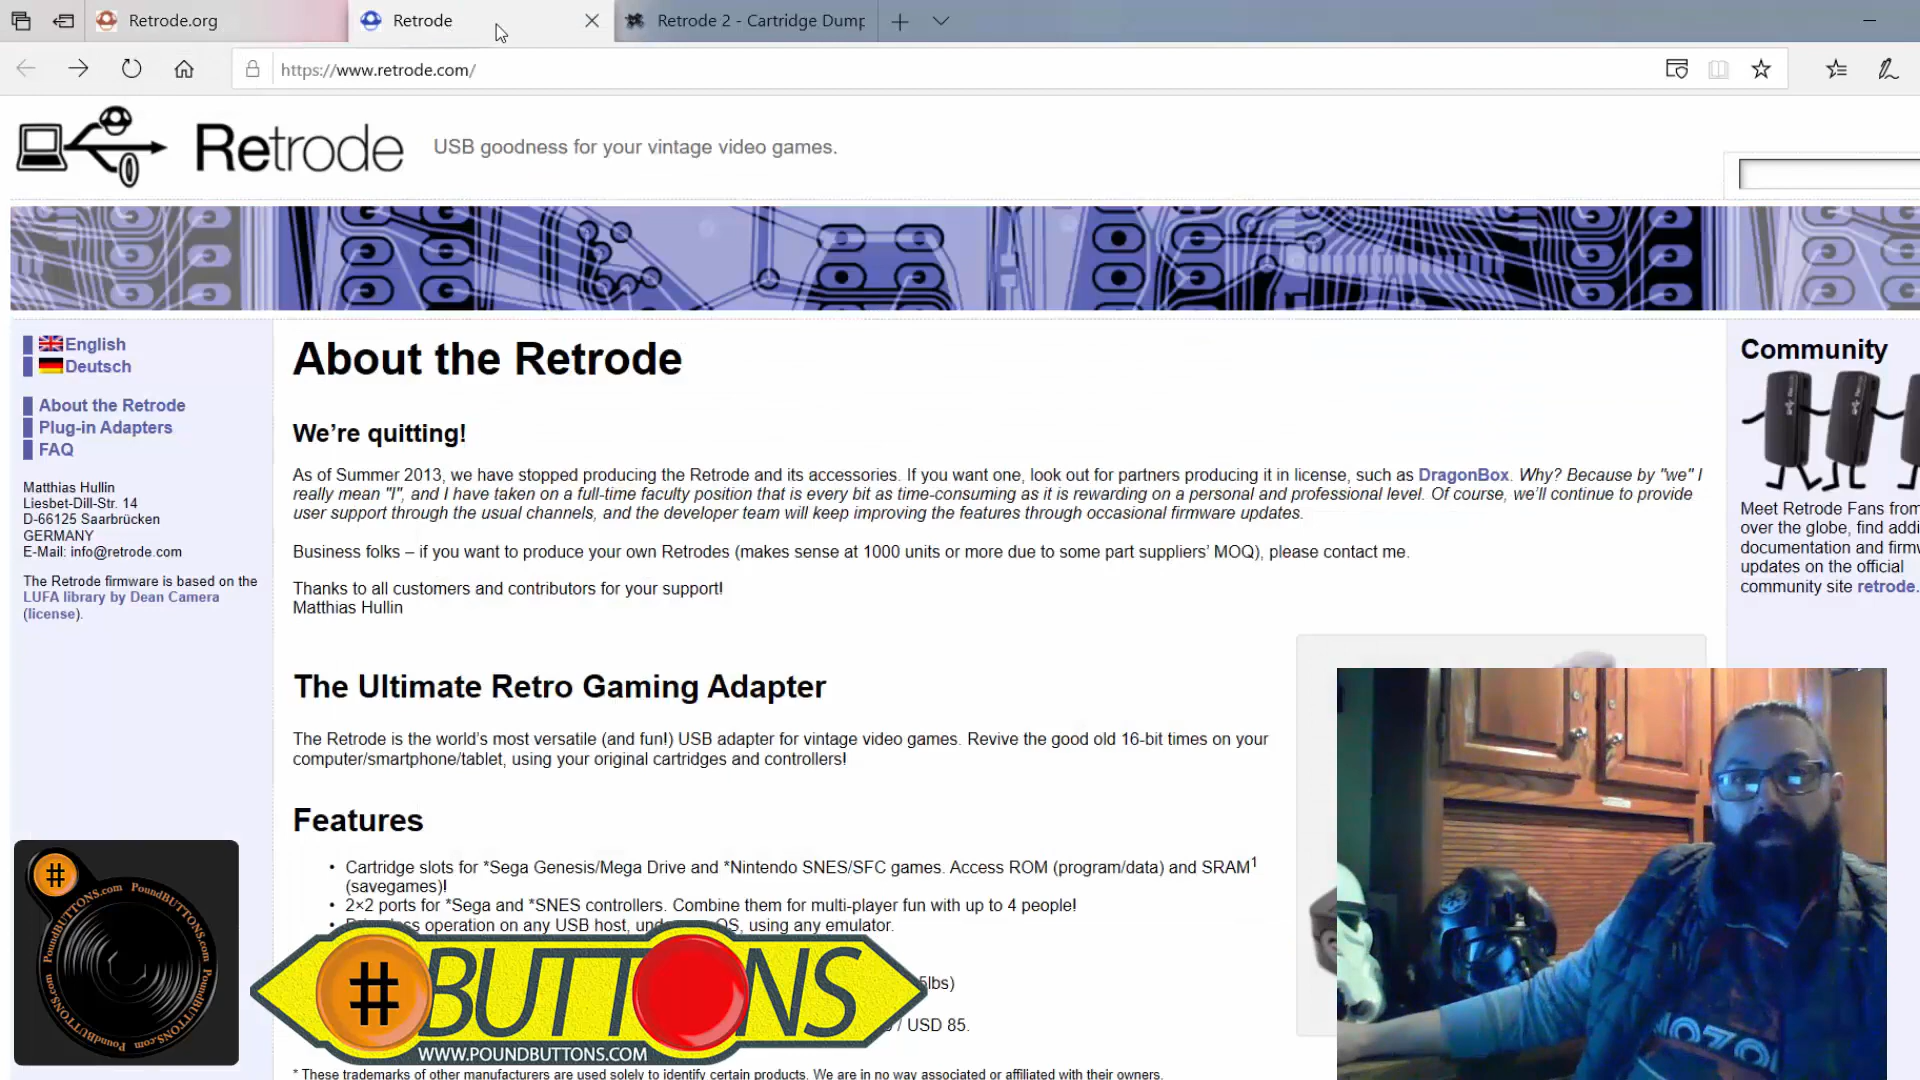 Retrode.org
Retrode
Retrode 2 - Cartridge Dump
https://www.retrode.com/
Retrode
USB goodness for your vintage video games.
English
Deutsch
About the Retrode
Plug-in Adapters
FAQ
Matthias Hullin
Liesbet-Dill-Str. 14
D-66125 Saarbrücken
GERMANY
E-Mail: info@retrode.com
The Retrode firmware is based on the
LUFA library by Dean Camera
(license).
About the Retrode
We're quitting!
As of Summer 2013, we have stopped producing the Retrode and its accessories. If you want one, look out for partners producing it in license, such as DragonBox. Why? Because by "we" I
really mean "I", and I have taken on a full-time faculty position that is every bit as time-consuming as it is rewarding on a personal and professional level. Of course, we'll continue to provide
user support through the usual channels, and the developer team will keep improving the features through occasional firmware updates.
Business folks – if you want to produce your own Retrodes (makes sense at 1000 units or more due to some part suppliers' MOQ), please contact me.
Thanks to all customers and contributors for your support!
Matthias Hullin
The Ultimate Retro Gaming Adapter
The Retrode is the world's most versatile (and fun!) USB adapter for vintage video games. Revive the good old 16-bit times on your
computer/smartphone/tablet, using your original cartridges and controllers!
Features
• Cartridge slots for *Sega Genesis/Mega Drive and *Nintendo SNES/SFC games. Access ROM (program/data) and SRAM1
(savegames)!
• 2×2 ports for *Sega and *SNES controllers. Combine them for multi-player fun with up to 4 people!
operation on any USB host, OS, using any emulator.
5lbs)
/ USD 85.
* These trademarks of other manufacturers are used solely to identify certain products. We are in no way associated or affiliated with their owners.
Community
Meet Retrode Fans from
over the globe, find addi
documentation and firmw
updates on the official
community site retrode.
#
PoundButtons.com PoundButtons.com PoundButtons.com PoundButtons.com
# BUTTONS
WWW.POUNDBUTTONS.COM